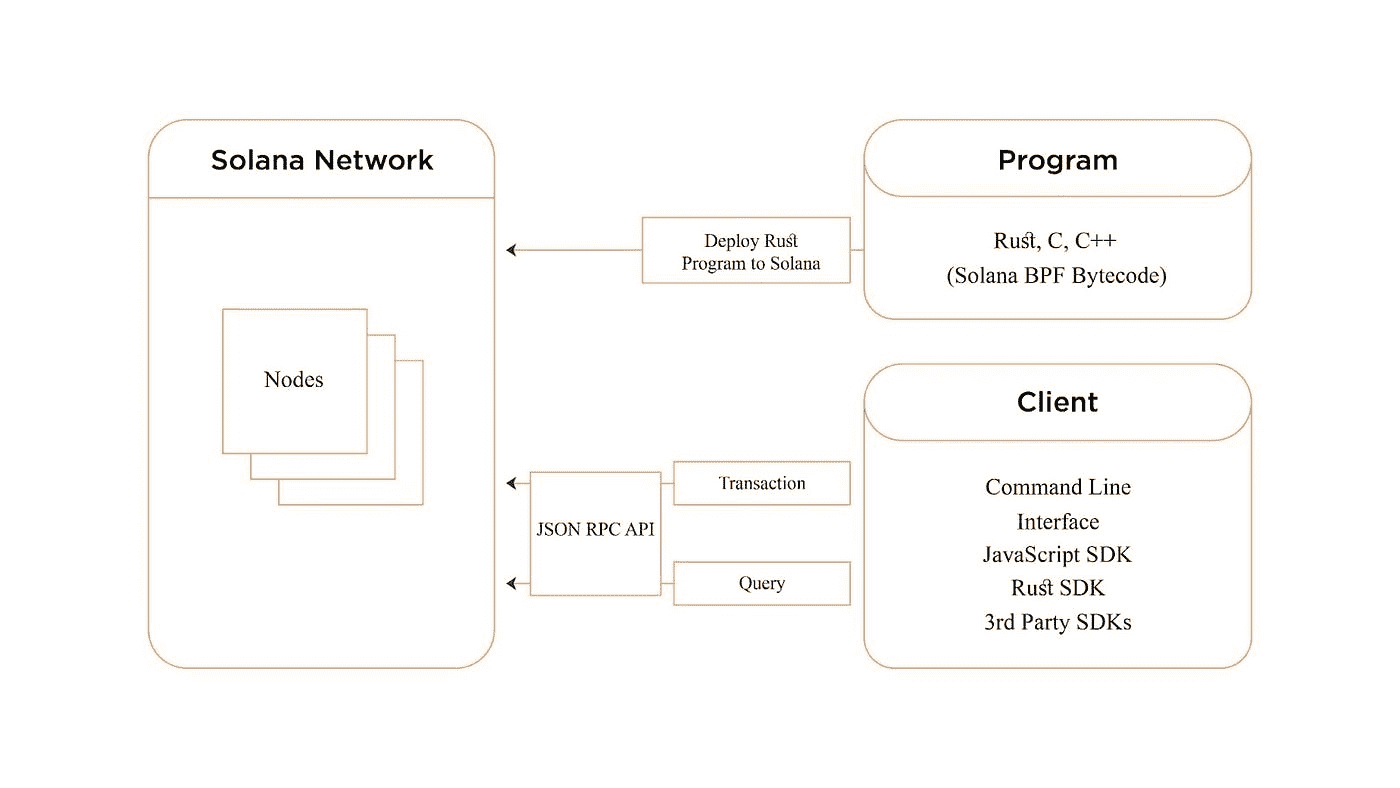 Solana Network
Nodes
Program
Rust, C, C++
(Solana BPF Bytecode)
Deploy Rust
Program to Solana
Client
Command Line
Interface
JavaScript SDK
Rust SDK
3rd Party SDKs
Transaction
Query
JSON RPC API